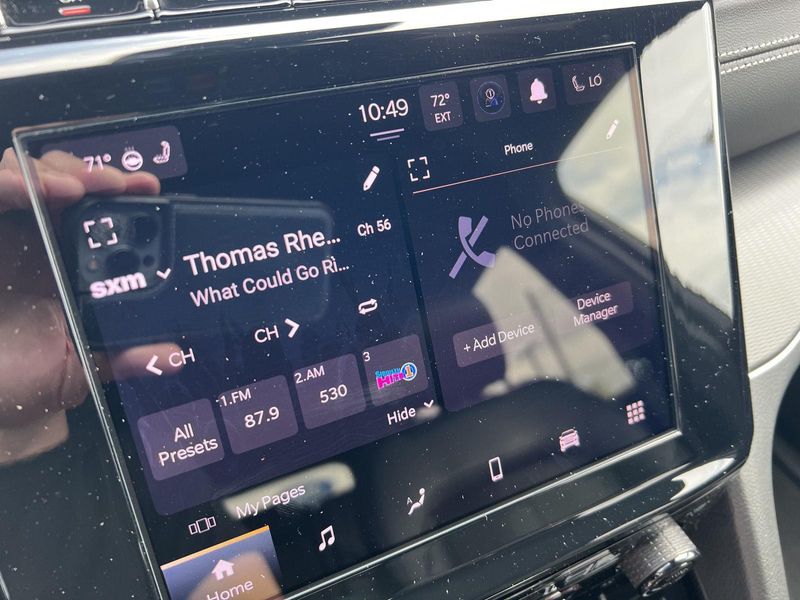 10:49
72°
EXT
LO
71°
Phone
sxm
Thomas Rhe...
Ch 56
What Could Go Ri...
No Phones
Connected
CH
CH
+ Add Device
Device
Manager
All
Presets
1.FM
87.9
2.AM
530
3
Hits 1
Hide
My Pages
Home